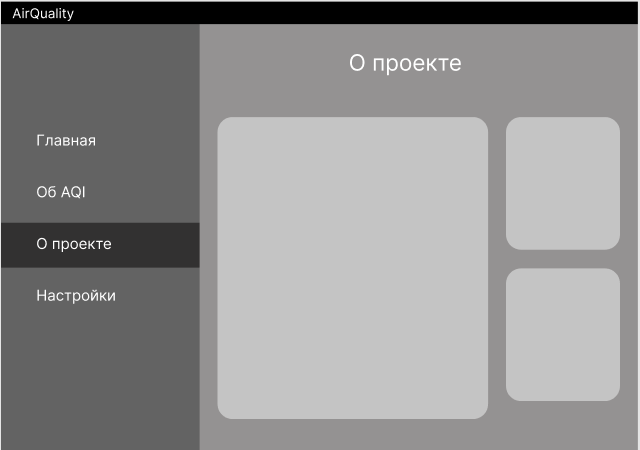 AirQuality
О проекте
Главная
Об AQI
О проекте
Настройки